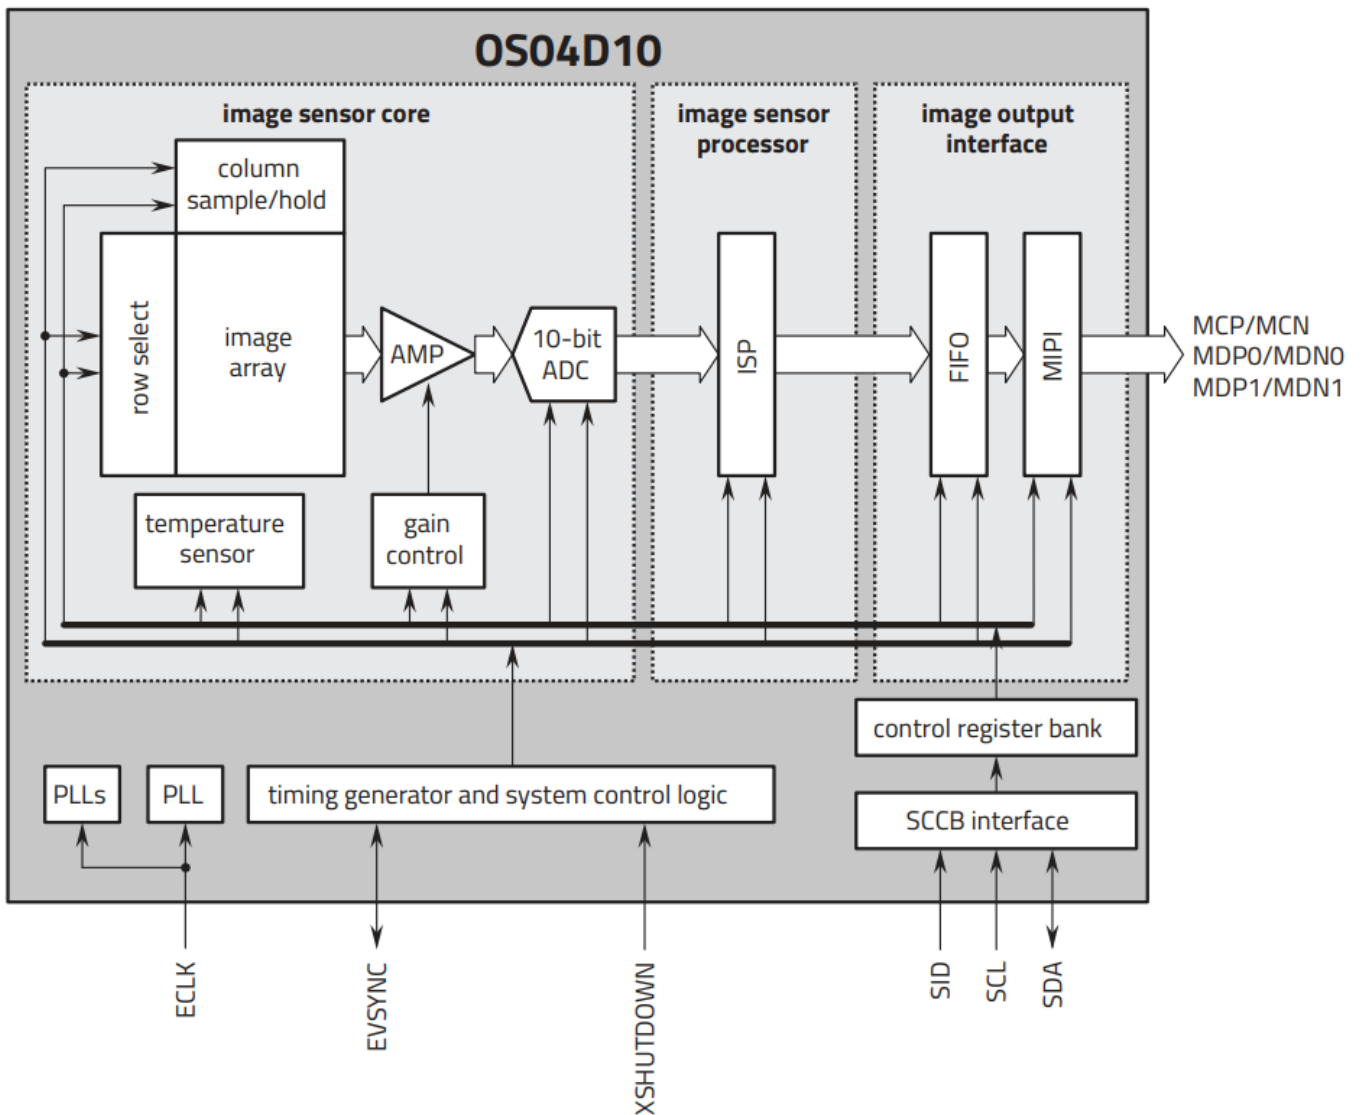 OS04D10
image sensor core
image sensor
processor
image output
interface
column
sample/hold
row select
image
array
AMP
10-bit
ADC
ISP
FIFO
MIPI
MCP/MCN
MDP0/MDN0
MDP1/MDN1
temperature
sensor
gain
control
control register bank
PLLs
PLL
timing generator and system control logic
SCCB interface
ECLK
EVSYNC
XSHUTDOWN
SID
SCL
SDA